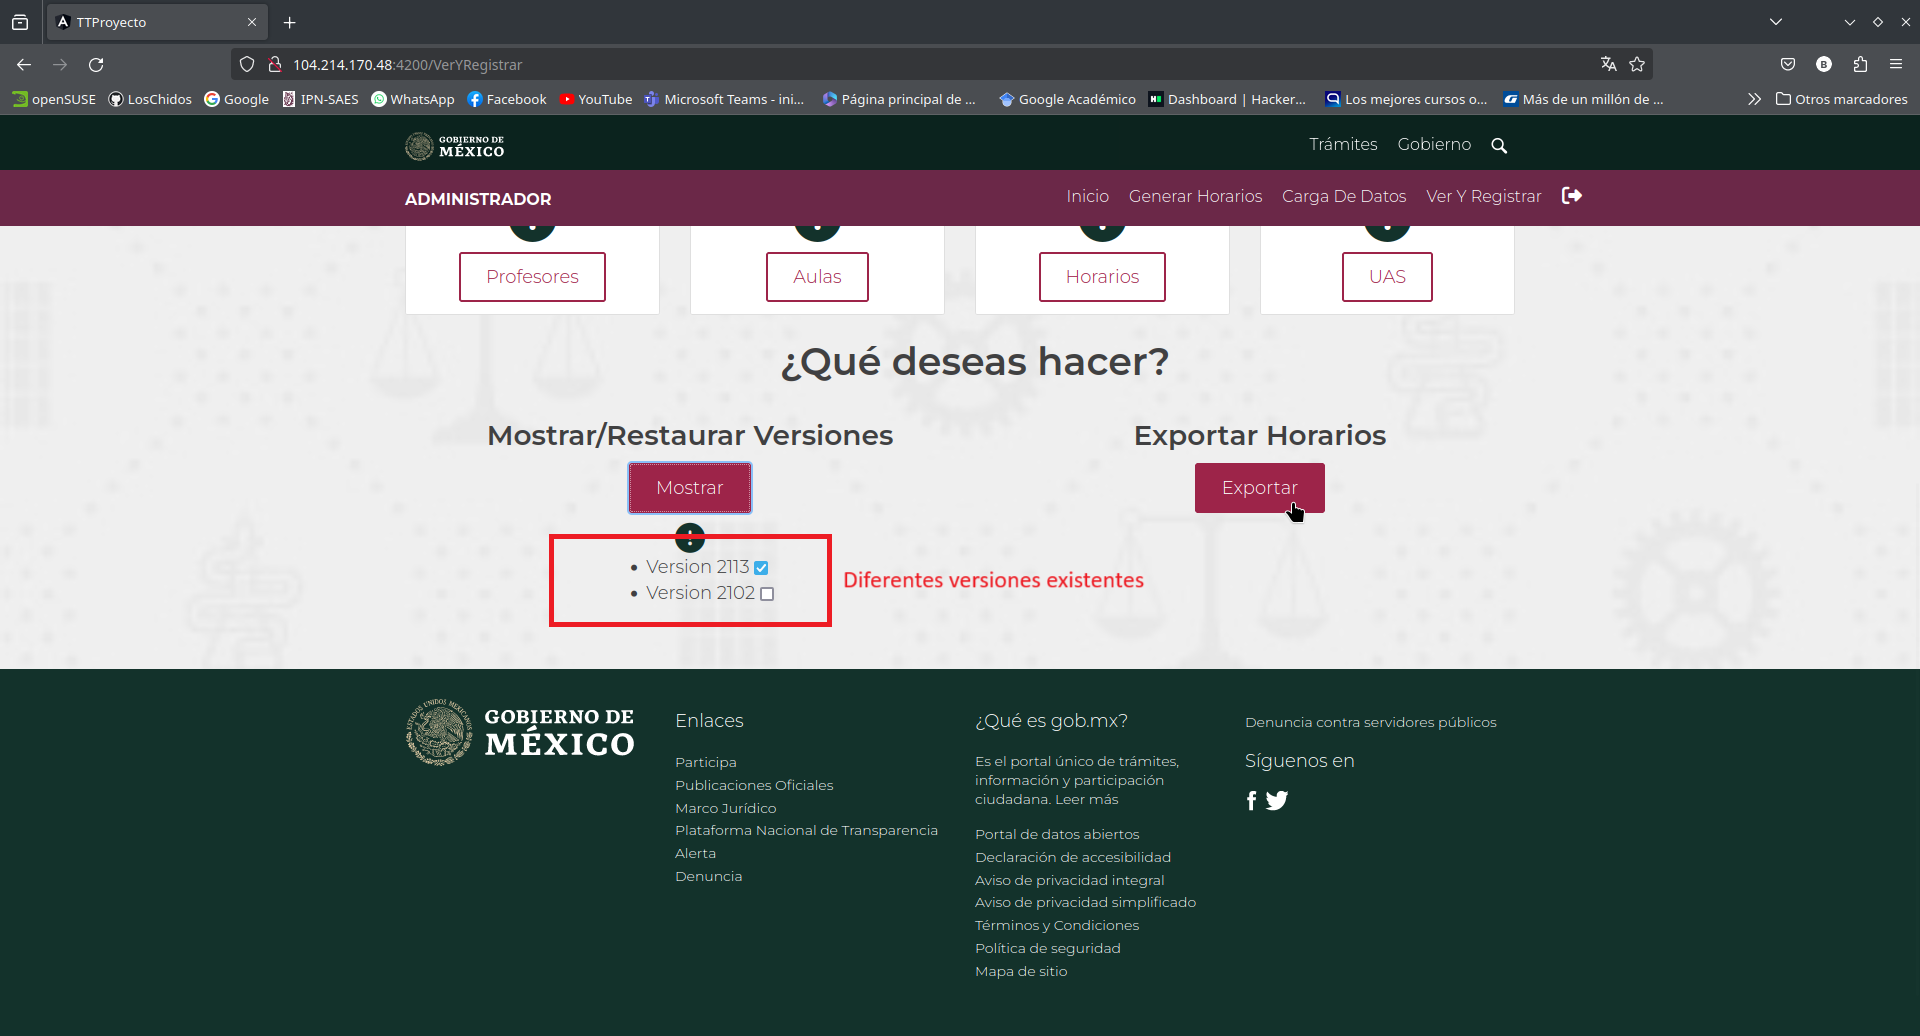 TTProyecto
104.214.170.48:4200/VerYRegistrar
openSUSE LosChidos Google IPN-SAES WhatsApp Facebook YouTube Microsoft Teams - ini... Página principal de ... Google Académico Dashboard | Hacker... Los mejores cursos o... Más de un millón de ... Otros marcadores
GOBIERNO DE
MÉXICO
Trámites Gobierno
ADMINISTRADOR
Inicio Generar Horarios Carga De Datos Ver Y Registrar
Profesores Aulas Horarios UAS
¿Qué deseas hacer?
Mostrar/Restaurar Versiones
Mostrar
Exportar Horarios
Exportar
• Version 2113
• Version 2102
Diferentes versiones existentes
ESTADOS UNIDOS MEXICANOS
GOBIERNO DE
MÉXICO
Enlaces
Participa
Publicaciones Oficiales
Marco Jurídico
Plataforma Nacional de Transparencia
Alerta
Denuncia
¿Qué es gob.mx?
Es el portal único de trámites,
información y participación
ciudadana. Leer más
Portal de datos abiertos
Declaración de accesibilidad
Aviso de privacidad integral
Aviso de privacidad simplificado
Términos y Condiciones
Política de seguridad
Mapa de sitio
Denuncia contra servidores públicos
Síguenos en